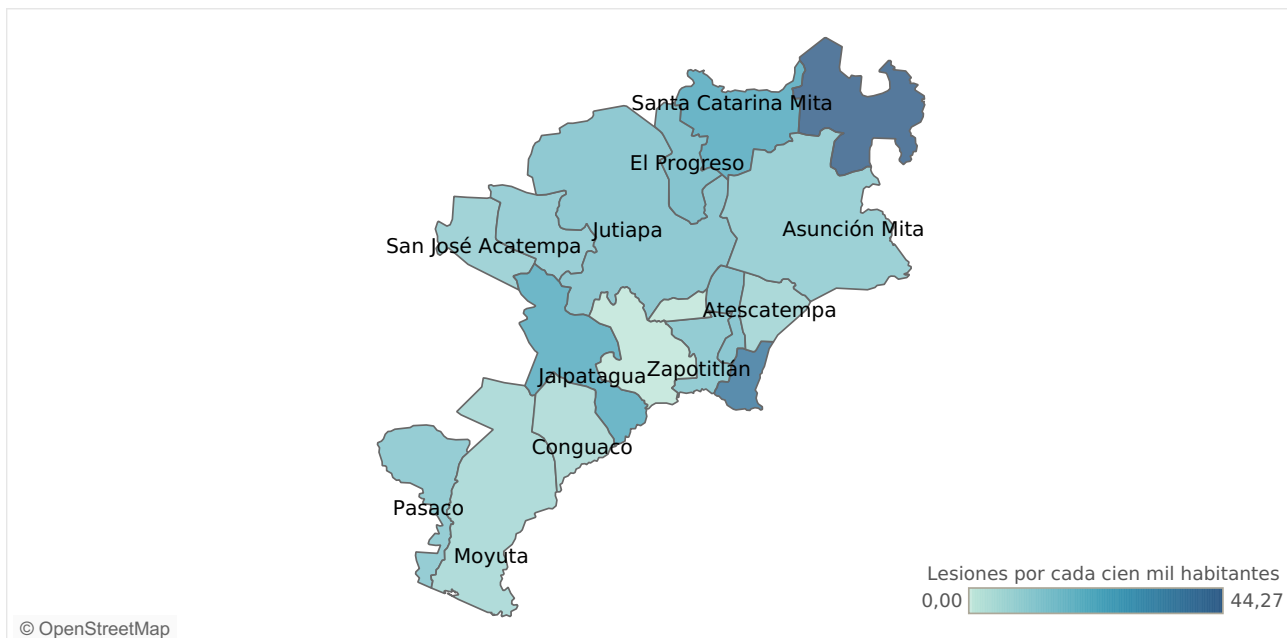 Santa Catarina Mita
El Progreso
Jutiapa
Asunción Mita
San José Acatempa
Atescatempa
Zapotitlán
Jalpatagua
Conguaco
Pasaco
Moyuta
Lesiones por cada cien mil habitantes
0,00 44,27
© OpenStreetMap